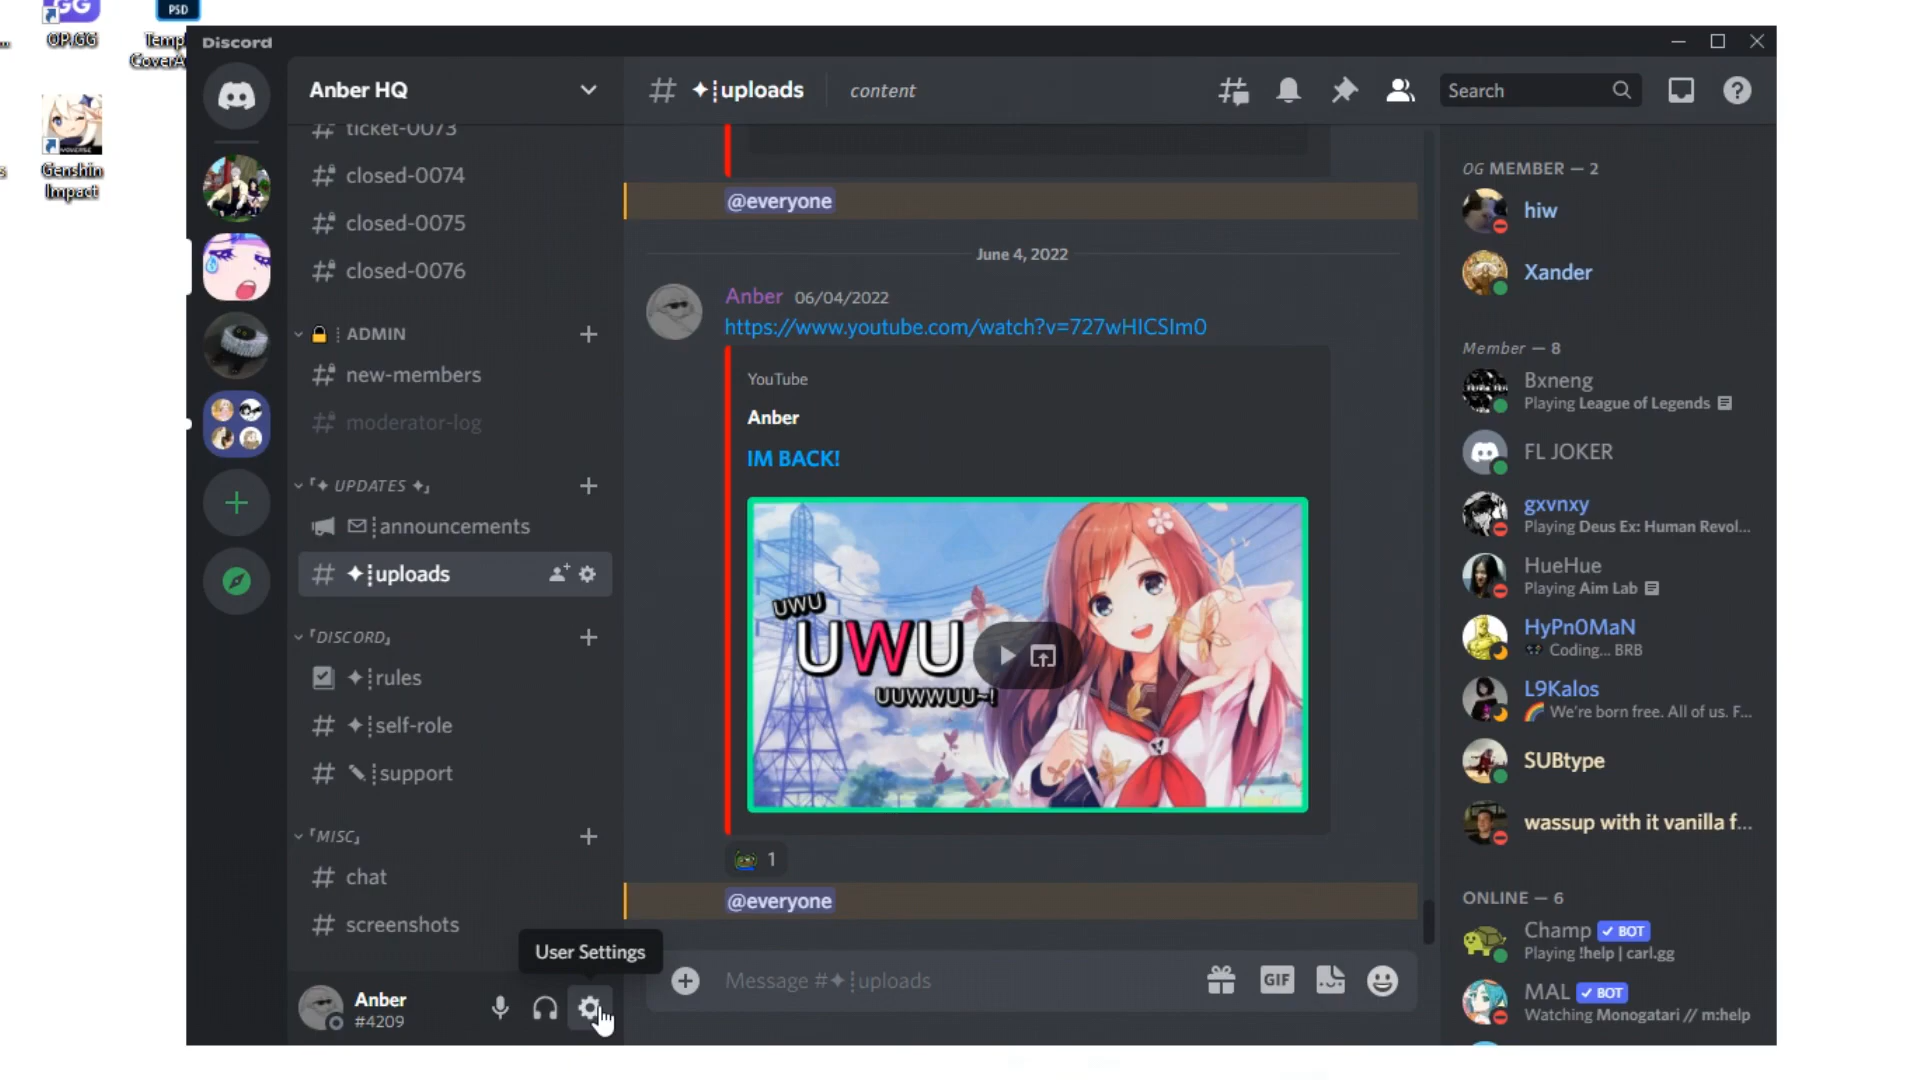 OP.GG
PSD
Temp
CoverA
Genshin
Impact
Discord
Anber HQ
ticket-0073
closed-0074
closed-0075
closed-0076
ADMIN
new-members
moderator-log
「✦ UPDATES ✦」
announcements
✦┊uploads
「DISCORD」
✦┊rules
✦┊self-role
support
「MISC」
chat
screenshots
User Settings
Anber
#4209
✦┊uploads
content
Search
@everyone
June 4, 2022
Anber 06/04/2022
https://www.youtube.com/watch?v=727wHICSIm0
YouTube
Anber
IM BACK!
UWU
UWU
UUWWUU~!
1
@everyone
Message #✦┊uploads
GIF
OG MEMBER — 2
hiw
Xander
Member — 8
Bxneng
Playing League of Legends
FL JOKER
gxvnxy
Playing Deus Ex: Human Revol...
HueHue
Playing Aim Lab
HyPn0MaN
Coding... BRB
L9Kalos
We're born free. All of us. F...
SUBtype
wassup with it vanilla f...
ONLINE — 6
Champ ✓ BOT
Playing !help | carl.gg
MAL ✓ BOT
Watching Monogatari // m:help